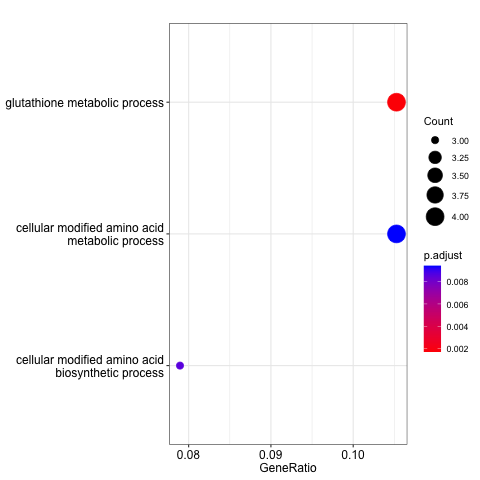 glutathione metabolic process
cellular modified amino acid
metabolic process
cellular modified amino acid
biosynthetic process
0.08 0.09 0.10
GeneRatio
Count
3.00
3.25
3.50
3.75
4.00
p.adjust
0.008
0.006
0.004
0.002